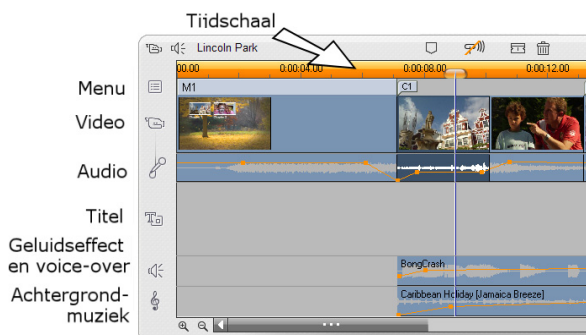 Tijdschaal
Lincoln Park
00.00 0:00:04.00 0:00:08.00 0:00:12.00
Menu M1 C1
Video
Audio
Titel
Geluidseffect
en voice-over BongCrash
Achtergrond-
muziek Caribbean Holiday [Jamaica Breeze]